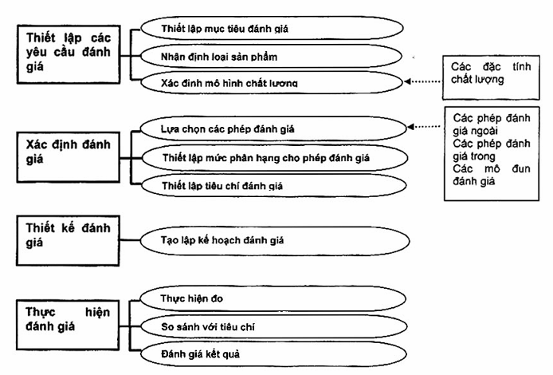 Thiết lập các
yêu cầu đánh
giá
Thiết lập mục tiêu đánh giá
Nhận định loại sản phẩm
Xác định mô hình chất lượng
Các đặc tính
chất lượng
Xác định đánh
giá
Lựa chọn các phép đánh giá
Thiết lập mức phân hạng cho phép đánh giá
Thiết lập tiêu chí đánh giá
Các phép đánh
giá ngoài
Các phép đánh
giá trong
Các mô đun
đánh giá
Thiết kế đánh
giá
Tạo lập kế hoạch đánh giá
Thực hiện
đánh giá
Thực hiện đo
So sánh với tiêu chí
Đánh giá kết quả